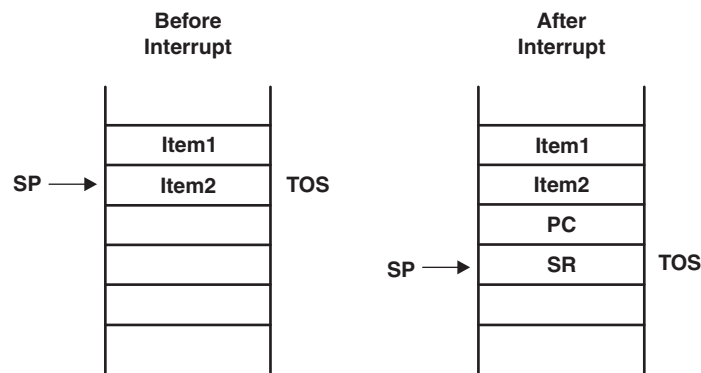 Before
Interrupt
After
Interrupt
Item1
SP
Item2
TOS
Item1
Item2
PC
SP
SR
TOS